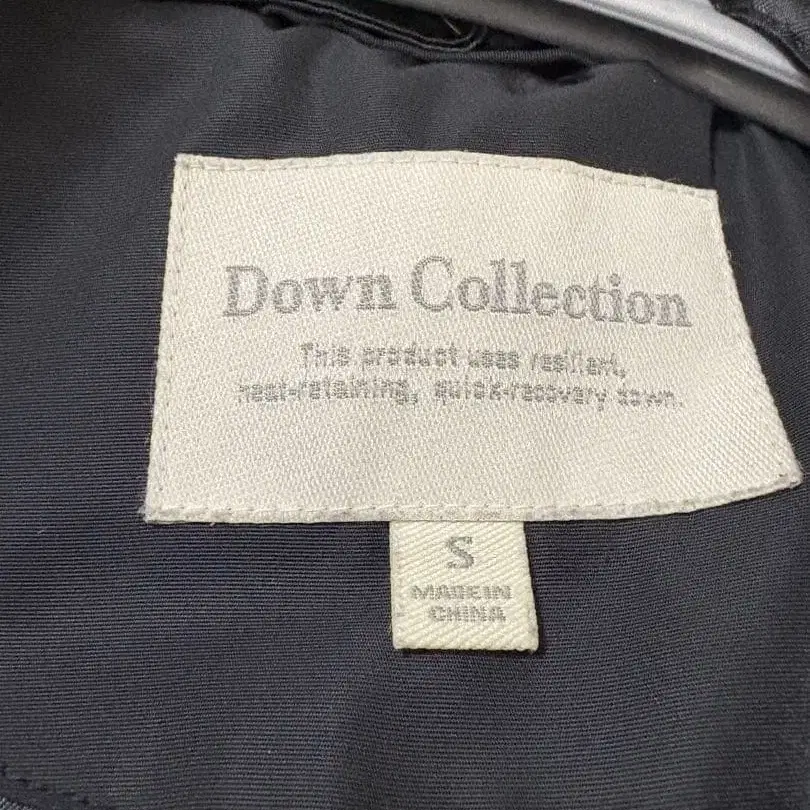 Down Collection
This product uses resilient,
heat-retaining, quick-recovery down.
S
MADE IN
CHINA